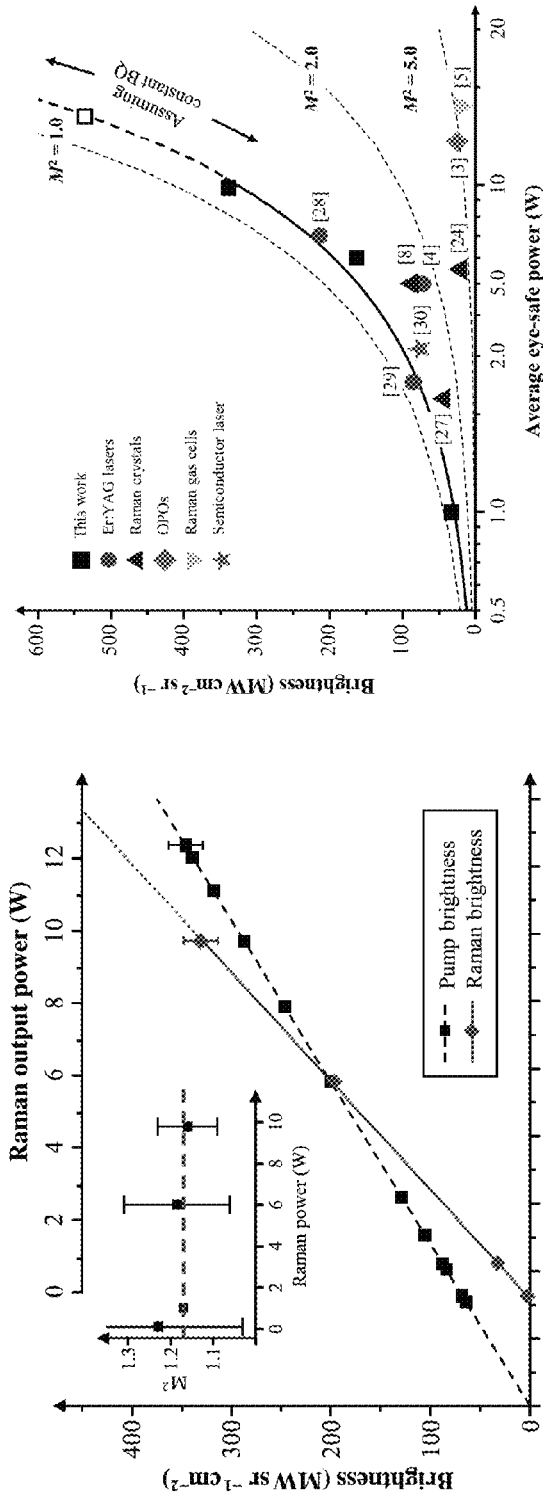 Raman output power (W)
0 2 4 6 8 10 12
Brightness (MW sr⁻¹ cm⁻²)
400
300
200
100
0
M²
1.3
1.2
1.1
0 2 4 6 8 10
Raman power (W)
Pump brightness
Raman brightness
Brightness (MW cm⁻² sr⁻¹)
600
500
400
300
200
100
0
This work
Er:YAG lasers
Raman crystals
OPOs
Raman gas cells
Semiconductor laser
M² = 1.0
Assuming
constant BQ
M² = 2.0
M² = 5.0
[28]
[29]
[30]
[8]
[4]
[27]
[24]
[3]
[5]
0.5 1.0 2.0 5.0 10 20
Average eye-safe power (W)